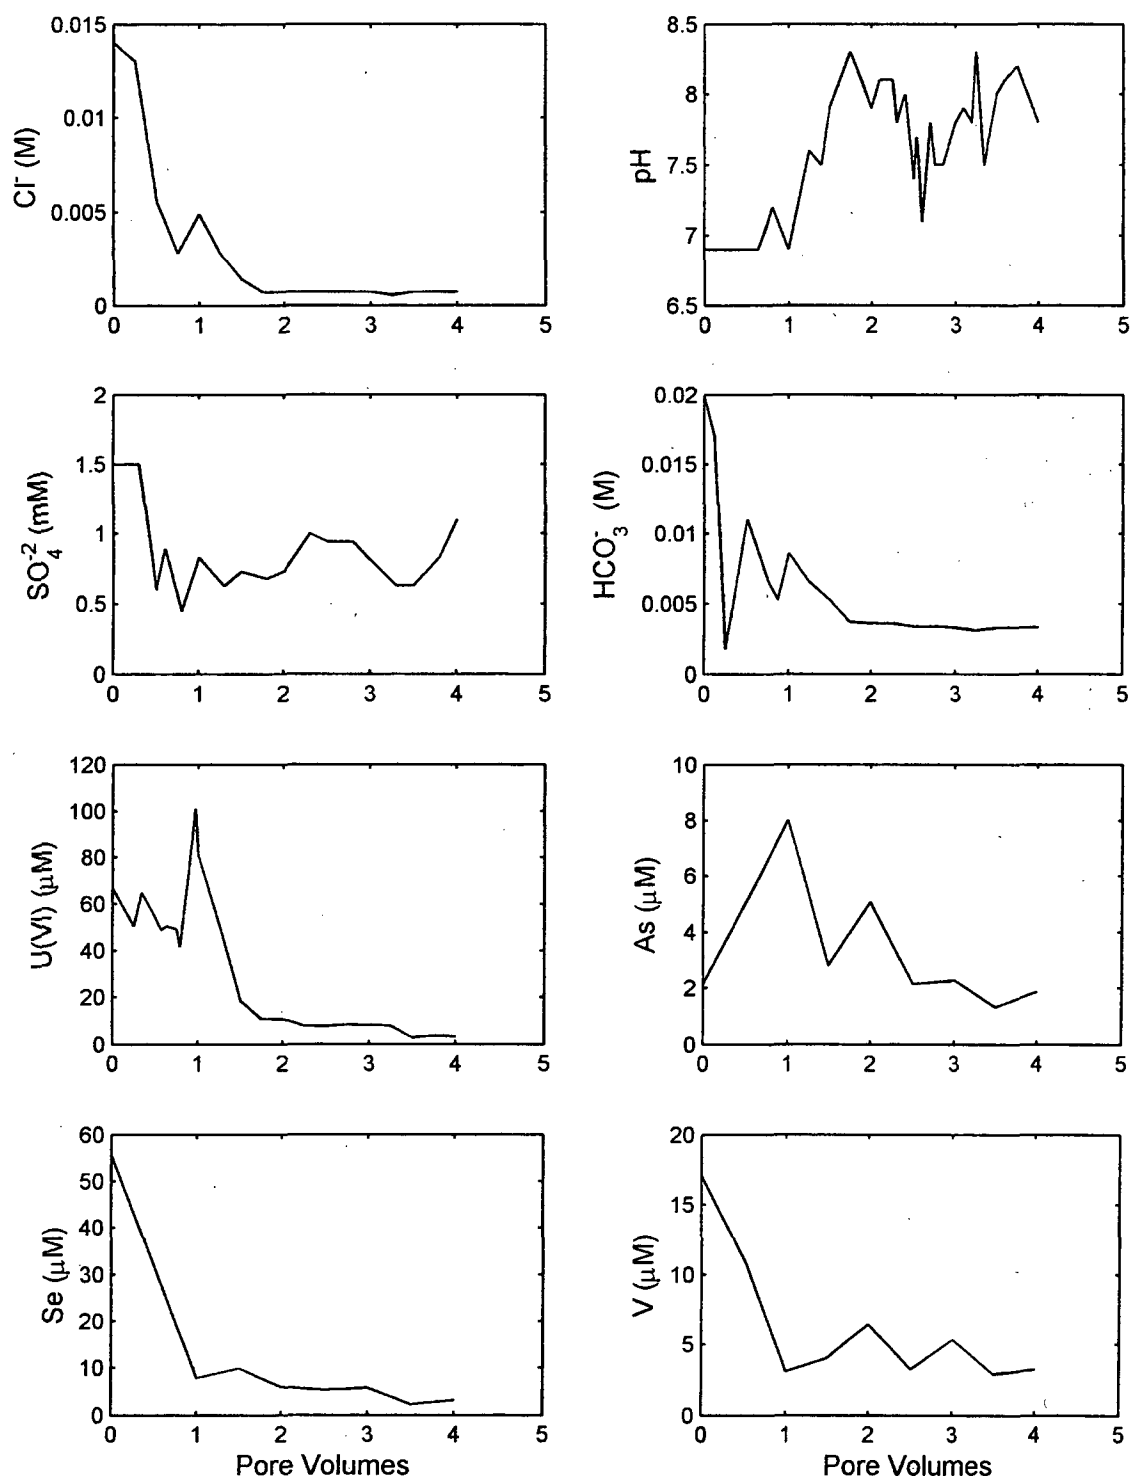 0.015
0.01
0.005
0
Cl⁻ (M)
0 1 2 3 4 5
8.5
8
7.5
7
6.5
pH
0 1 2 3 4 5
2
1.5
1
0.5
0
SO₄⁻² (mM)
0 1 2 3 4 5
0.02
0.015
0.01
0.005
0
HCO₃⁻ (M)
0 1 2 3 4 5
120
100
80
60
40
20
0
U(VI) (μM)
0 1 2 3 4 5
10
8
6
4
2
0
As (μM)
0 1 2 3 4 5
60
50
40
30
20
10
0
Se (μM)
0 1 2 3 4 5
Pore Volumes
20
15
10
5
0
V (μM)
0 1 2 3 4 5
Pore Volumes